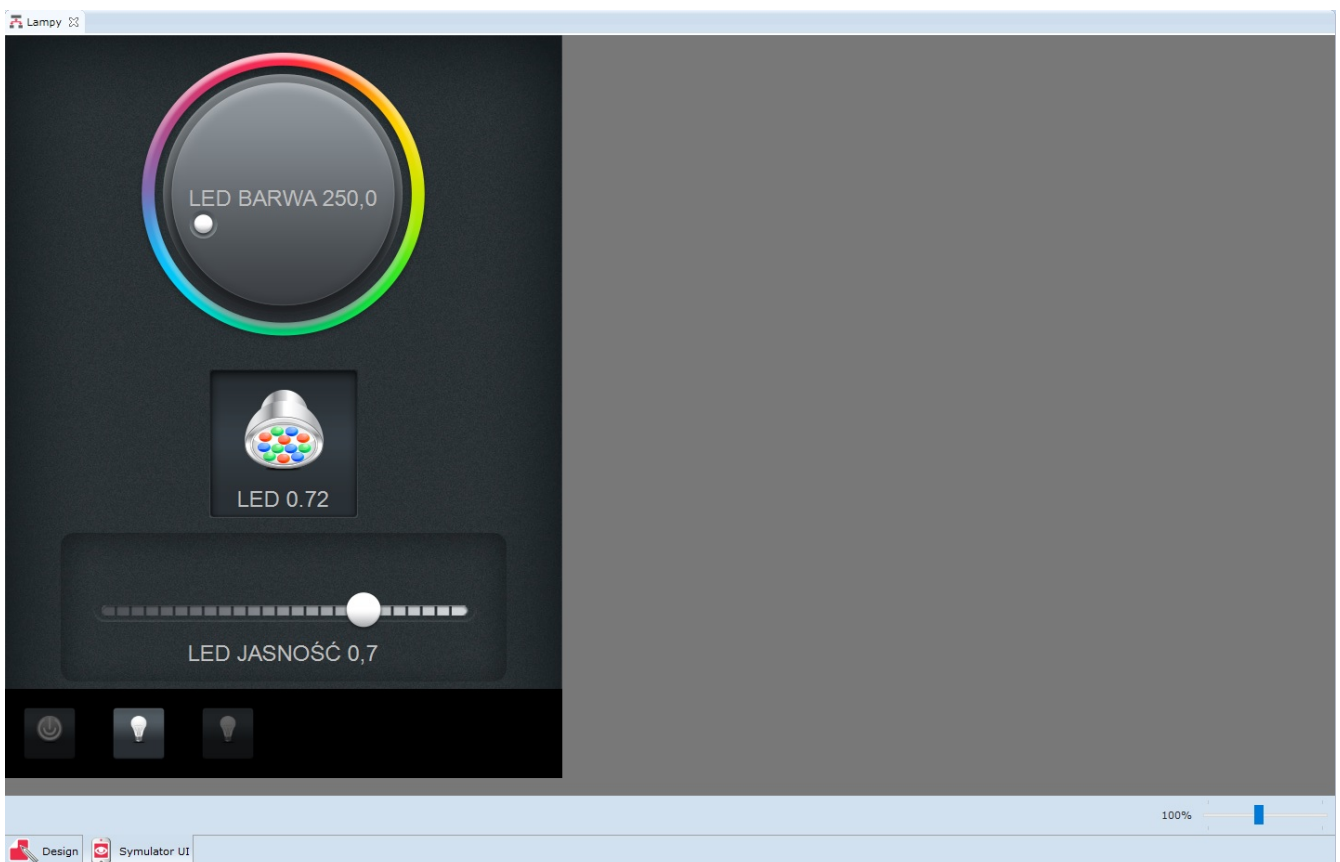 Lampy
LED BARWA 250,0
LED 0.72
LED JASNOŚĆ 0,7
100%
Design
Symulator UI